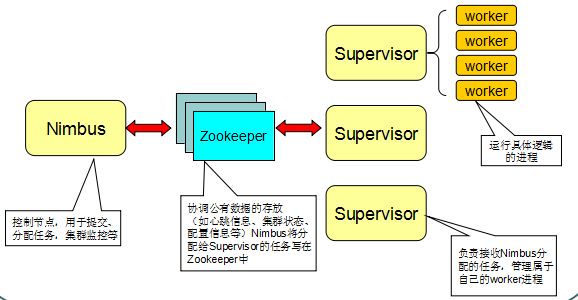 worker
worker
worker
worker
Supervisor
Nimbus
Zookeeper
Supervisor
运行具体逻辑
的进程
Supervisor
控制节点，用于提交、
分配任务，集群监控等
协调公有数据的存放
（如心跳信息、集群状态、
配置信息等）Nimbus将分
配给Supervisor的任务写在
Zookeeper中
负责接收Nimbus分
配的任务，管理属于
自己的worker进程